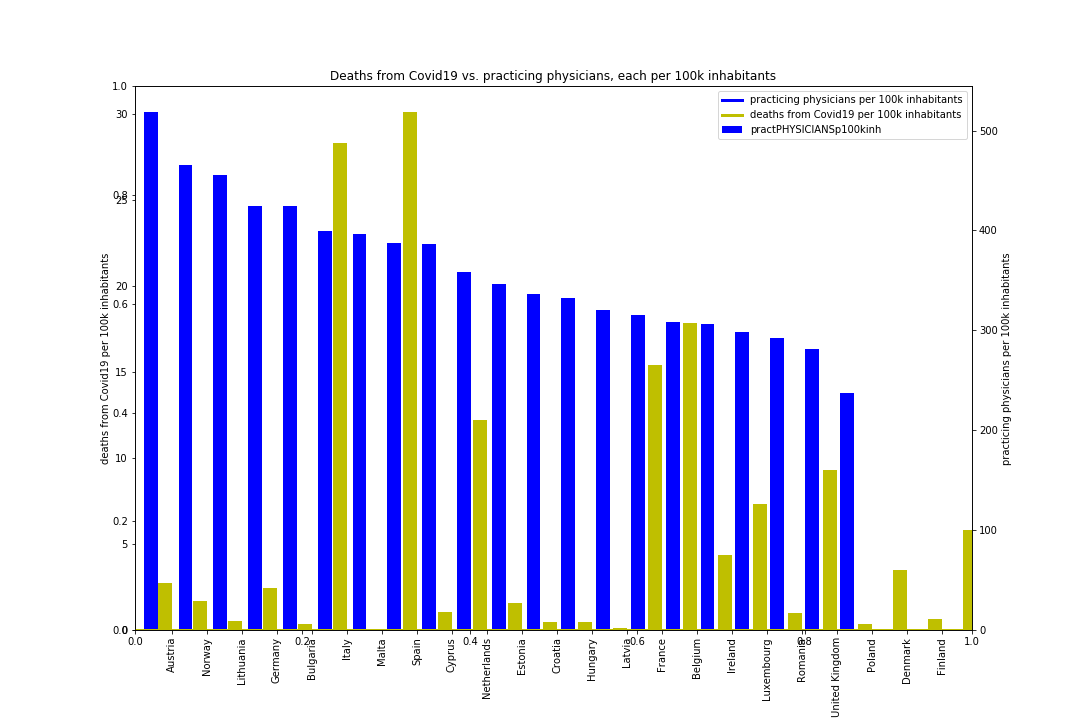 Deaths from Covid19 vs. practicing physicians, each per 100k inhabitants
practicing physicians per 100k inhabitants
deaths from Covid19 per 100k inhabitants
practPHYSICIANSp100kinh
deaths from Covid19 per 100k inhabitants
1.0
30
0.8
25
20
0.6
15
0.4
10
0.2
5
0.0
0
500
400
300
200
100
0
practicing physicians per 100k inhabitants
0.0
0.2
0.4
0.6
0.8
1.0
Austria
Norway
Lithuania
Germany
Bulgaria
Italy
Malta
Spain
Cyprus
Netherlands
Estonia
Croatia
Hungary
Latvia
France
Belgium
Ireland
Luxembourg
Romania
United Kingdom
Poland
Denmark
Finland